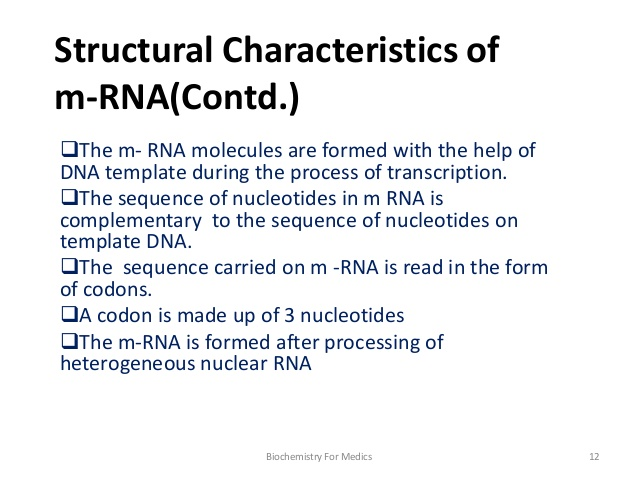 Structural Characteristics of
m-RNA(Contd.)
❑The m- RNA molecules are formed with the help of
DNA template during the process of transcription.
❑The sequence of nucleotides in m RNA is
complementary  to the sequence of nucleotides on
template DNA.
❑The  sequence carried on m -RNA is read in the form
of codons.
❑A codon is made up of 3 nucleotides
❑The m-RNA is formed after processing of
heterogeneous nuclear RNA
Biochemistry For Medics
12